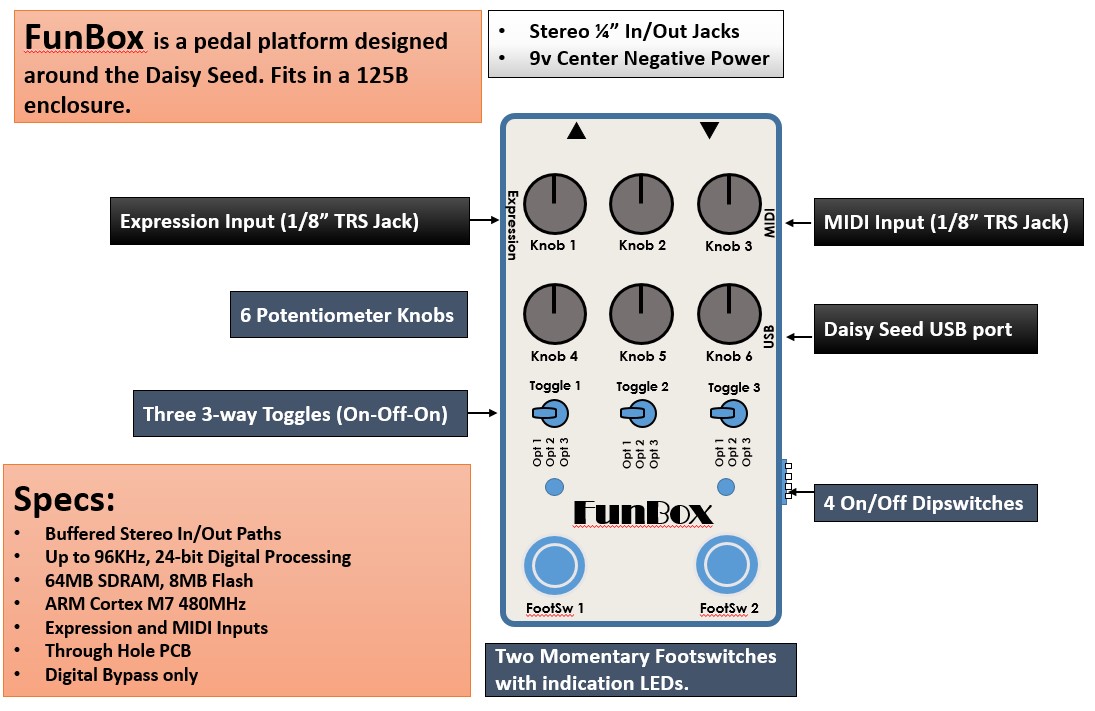 FunBox is a pedal platform designed
around the Daisy Seed. Fits in a 125B
enclosure.
• Stereo ¼” In/Out Jacks
• 9v Center Negative Power
Expression Input (1/8” TRS Jack)
Expression
Knob 1
Knob 2
Knob 3
MIDI
MIDI Input (1/8” TRS Jack)
6 Potentiometer Knobs
Knob 4
Knob 5
Knob 6
USB
Daisy Seed USB port
Three 3-way Toggles (On-Off-On)
Toggle 1
Toggle 2
Toggle 3
Opt 1
Opt 2
Opt 3
Opt 1
Opt 2
Opt 3
Opt 1
Opt 2
Opt 3
4 On/Off Dipswitches
FunBox
FootSw 1
FootSw 2
Specs:
• Buffered Stereo In/Out Paths
• Up to 96KHz, 24-bit Digital Processing
• 64MB SDRAM, 8MB Flash
• ARM Cortex M7 480MHz
• Expression and MIDI Inputs
• Through Hole PCB
• Digital Bypass only
Two Momentary Footswitches
with indication LEDs.